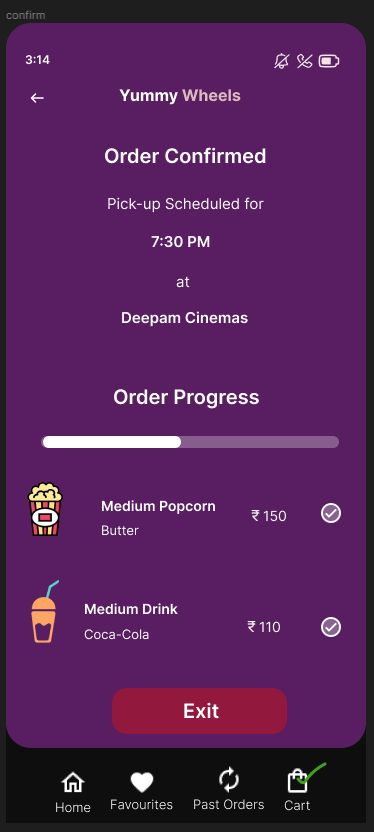 confirm
3:14
Yummy Wheels
Order Confirmed
Pick-up Scheduled for
7:30 PM
at
Deepam Cinemas
Order Progress
Medium Popcorn
Butter
₹ 150
Medium Drink
Coca-Cola
₹ 110
Exit
Home
Favourites
Past Orders
Cart